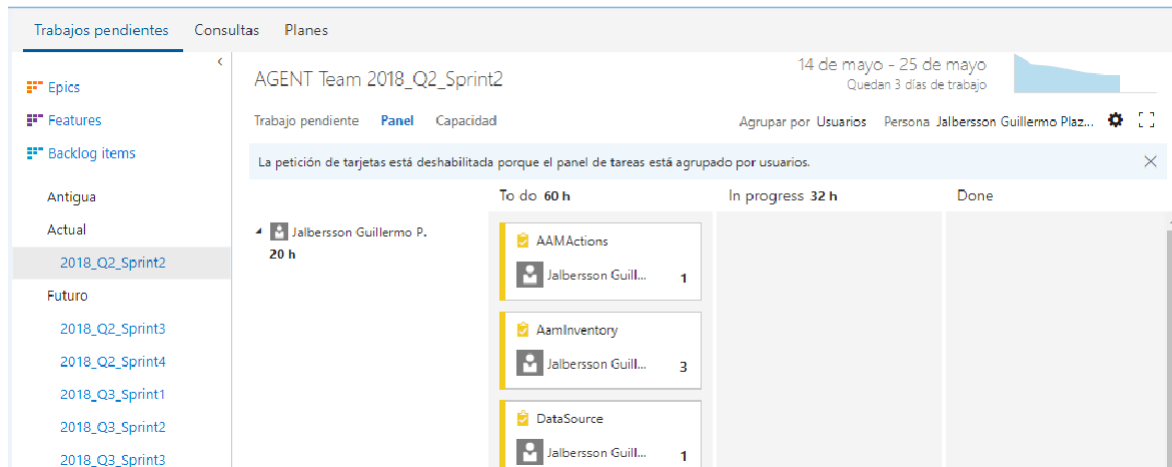 Trabajos pendientes Consultas Planes
Epics
Features
Backlog items
Antigua
Actual
2018_Q2_Sprint2
Futuro
2018_Q2_Sprint3
2018_Q2_Sprint4
2018_Q3_Sprint1
2018_Q3_Sprint2
2018_Q3_Sprint3
AGENT Team 2018_Q2_Sprint2
14 de mayo - 25 de mayo
Quedan 3 días de trabajo
Trabajo pendiente Panel Capacidad
Agrupar por Usuarios Persona Jalbersson Guillermo Plaz...
La petición de tarjetas está deshabilitada porque el panel de tareas está agrupado por usuarios.
To do 60 h In progress 32 h Done
Jalbersson Guillermo P.
20 h
AAMActions
Jalbersson Guill... 1
AamInventory
Jalbersson Guill... 3
DataSource
Jalbersson Guill... 1